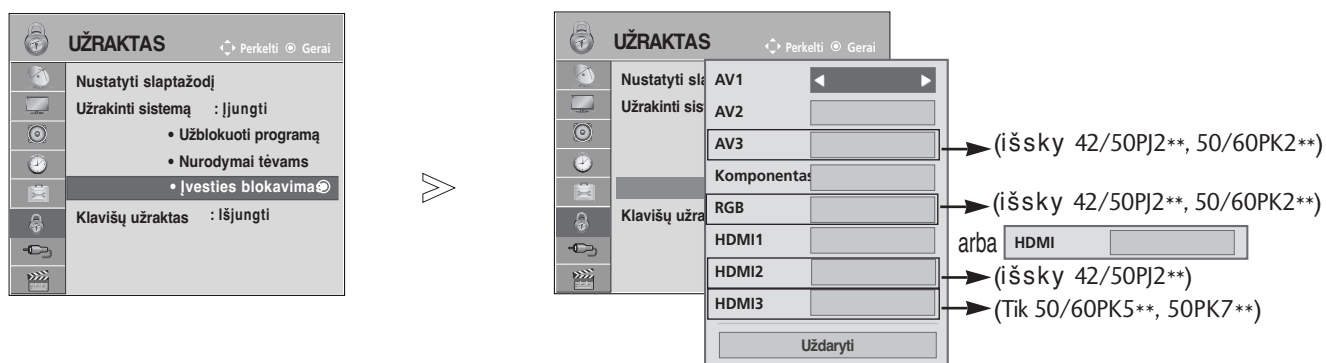 UŽRAKTAS
Perkelti Gerai
Nustatyti slaptažodį
Užrakinti sistemą : Įjungti
• Užblokuoti programą
• Nurodymai tėvams
• Įvesties blokavimas
Klavišų užraktas : Išjungti
UŽRAKTAS
Perkelti Gerai
Nustatyti sla
Užrakinti sis
Klavišų užra
AV1
AV2
AV3
(išsky 42/50PJ2**, 50/60PK2**)
Komponentas
RGB
(išsky 42/50PJ2**, 50/60PK2**)
HDMI1
arba HDMI
HDMI2
(išsky 42/50PJ2**)
HDMI3
(Tik 50/60PK5**, 50PK7**)
Uždaryti